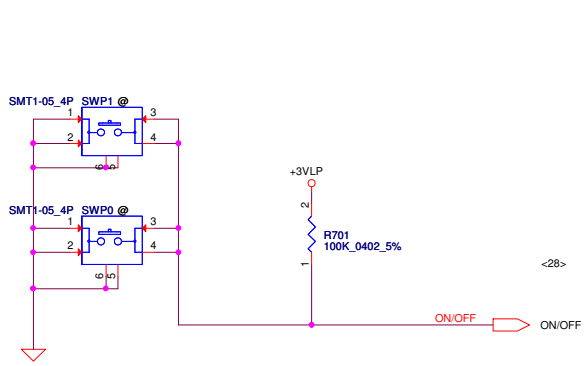 SMT1-05_4P SWP1 @
1
3
2
4
6
5
SMT1-05_4P SWP0 @
1
3
2
4
6
5
+3VLP
2
R701
100K_0402_5%
1
<28>
ON/OFF
ON/OFF